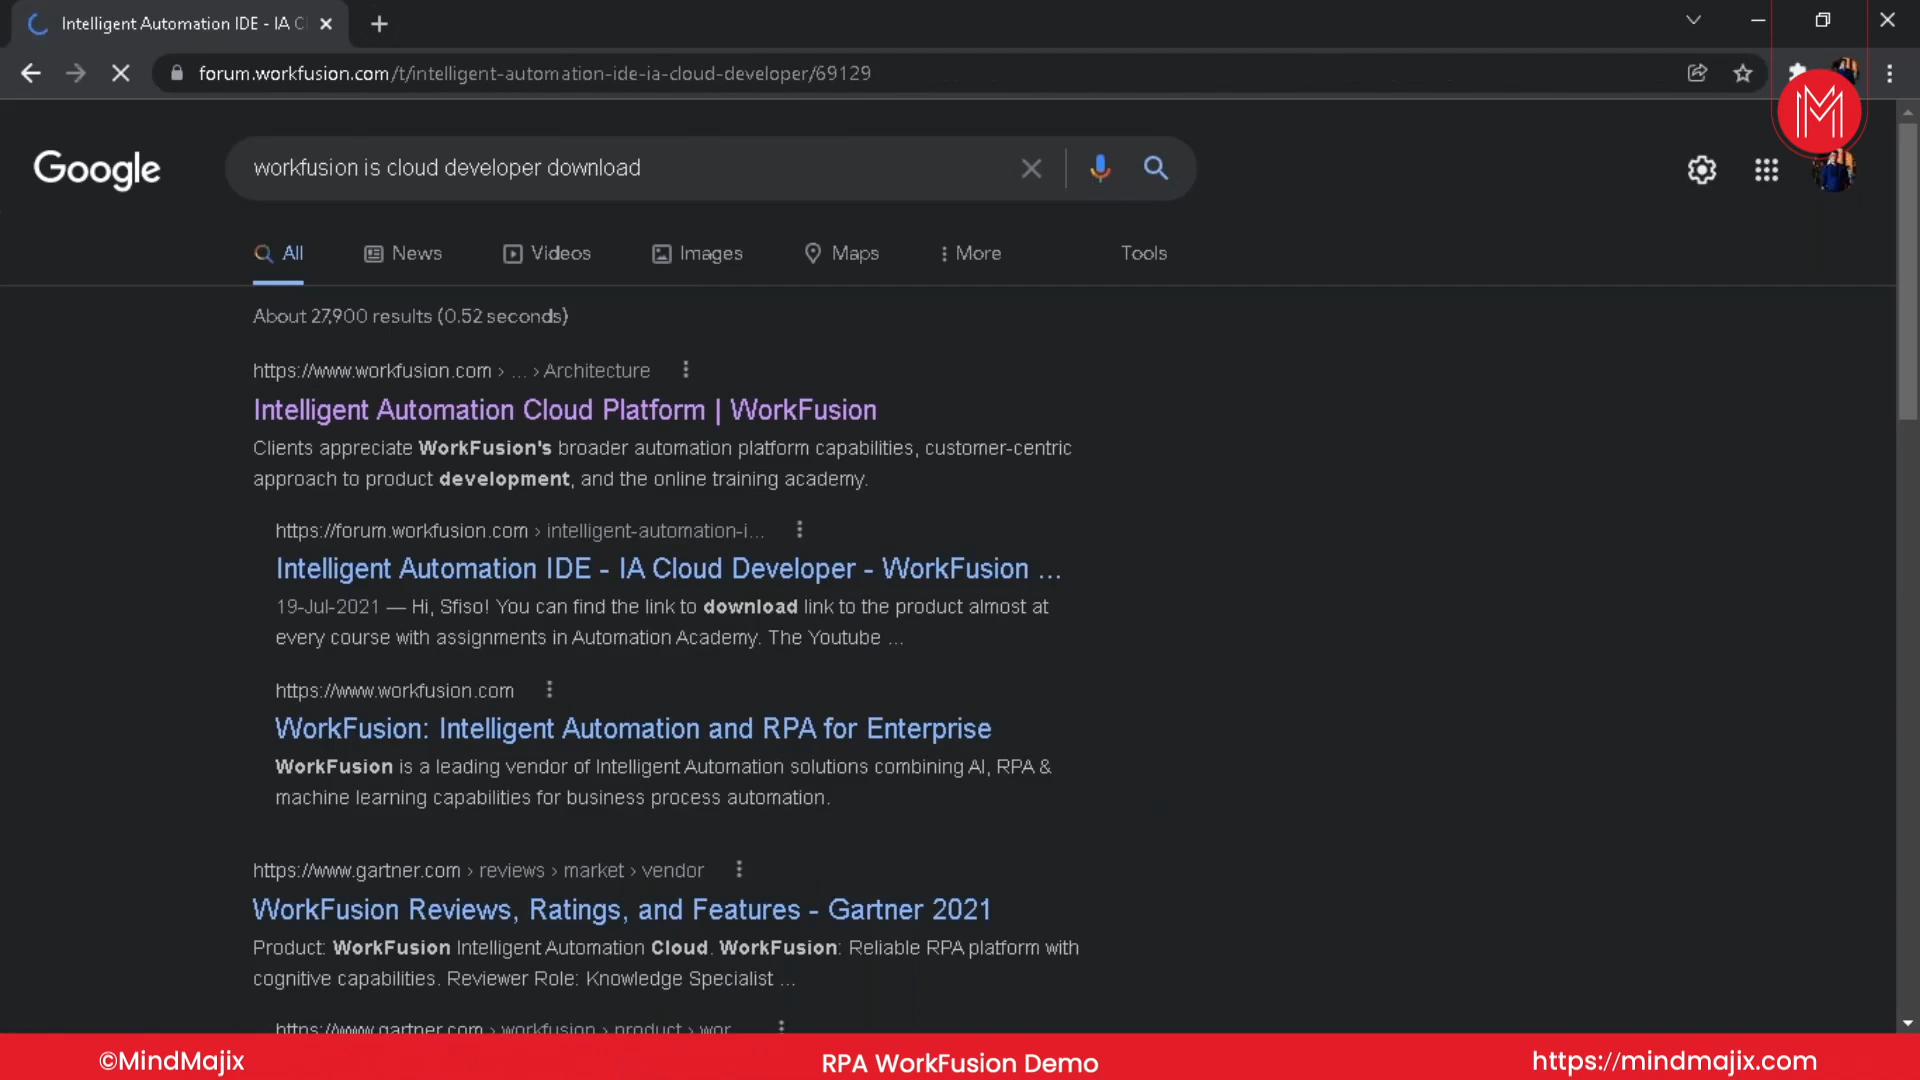 Intelligent Automation IDE - IA C
forum.workfusion.com/t/intelligent-automation-ide-ia-cloud-developer/69129
Google
workfusion is cloud developer download
All
News
Videos
Images
Maps
More
Tools
About 27,900 results (0.52 seconds)
https://www.workfusion.com › ... › Architecture
Intelligent Automation Cloud Platform | WorkFusion
Clients appreciate WorkFusion's broader automation platform capabilities, customer-centric
approach to product development, and the online training academy.
https://forum.workfusion.com › intelligent-automation-i...
Intelligent Automation IDE - IA Cloud Developer - WorkFusion ...
19-Jul-2021 — Hi, Sfiso! You can find the link to download link to the product almost at
every course with assignments in Automation Academy. The Youtube ...
https://www.workfusion.com
WorkFusion: Intelligent Automation and RPA for Enterprise
WorkFusion is a leading vendor of Intelligent Automation solutions combining AI, RPA &
machine learning capabilities for business process automation.
https://www.gartner.com › reviews › market › vendor
WorkFusion Reviews, Ratings, and Features - Gartner 2021
Product: WorkFusion Intelligent Automation Cloud. WorkFusion: Reliable RPA platform with
cognitive capabilities. Reviewer Role: Knowledge Specialist ...
https://www.gartner.com › workfusion › product › wor...
©MindMajix
RPA WorkFusion Demo
https://mindmajix.com